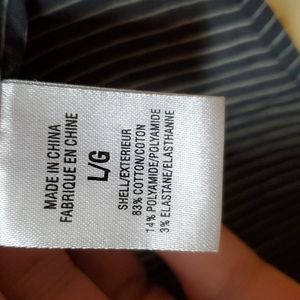 MADE IN CHINA
FABRIQUE EN CHINE
L/G
SHELL/EXTERIEUR
83% COTTON/COTON
14% POLYAMIDE/POLYAMIDE
3% ELASTANE/ELASTHANNE